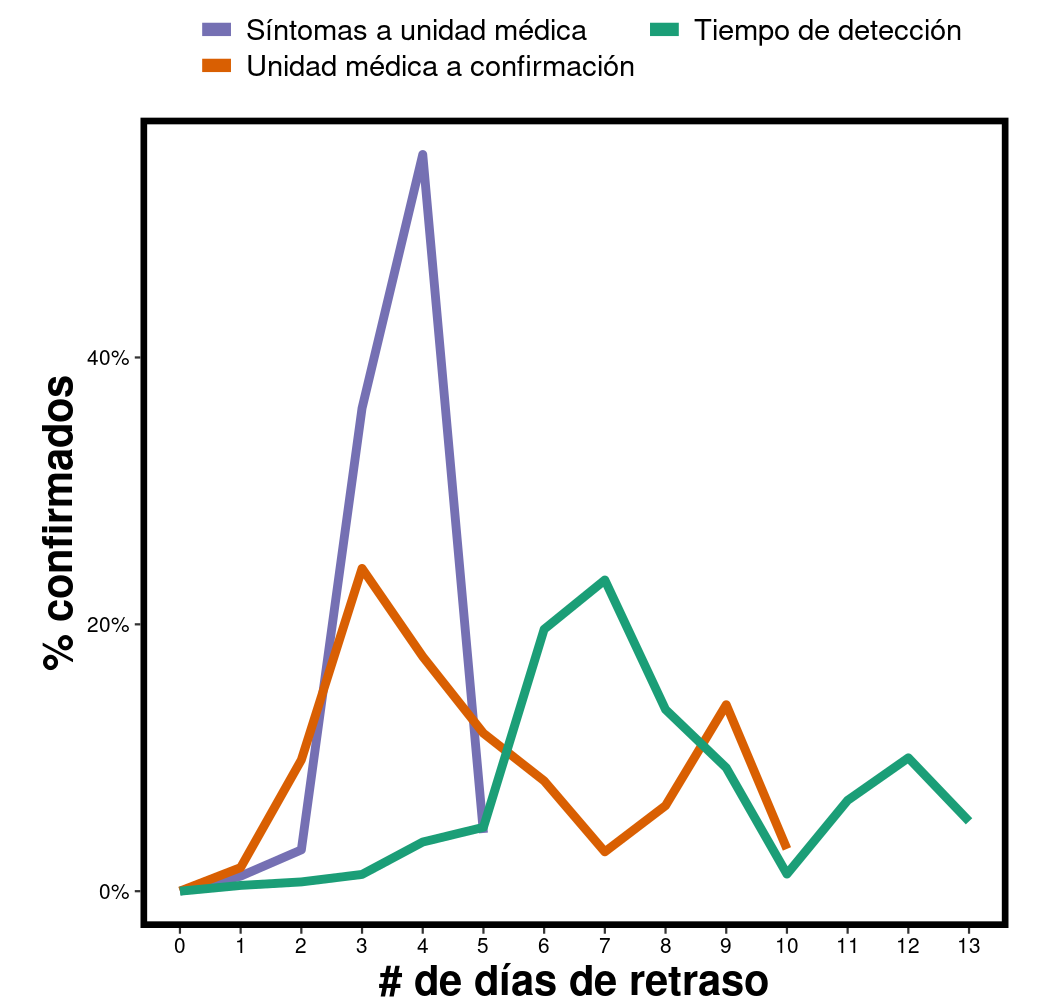 Síntomas a unidad médica
Tiempo de detección
Unidad médica a confirmación
% confirmados
40%
20%
0%
0 1 2 3 4 5 6 7 8 9 10 11 12 13
# de días de retraso